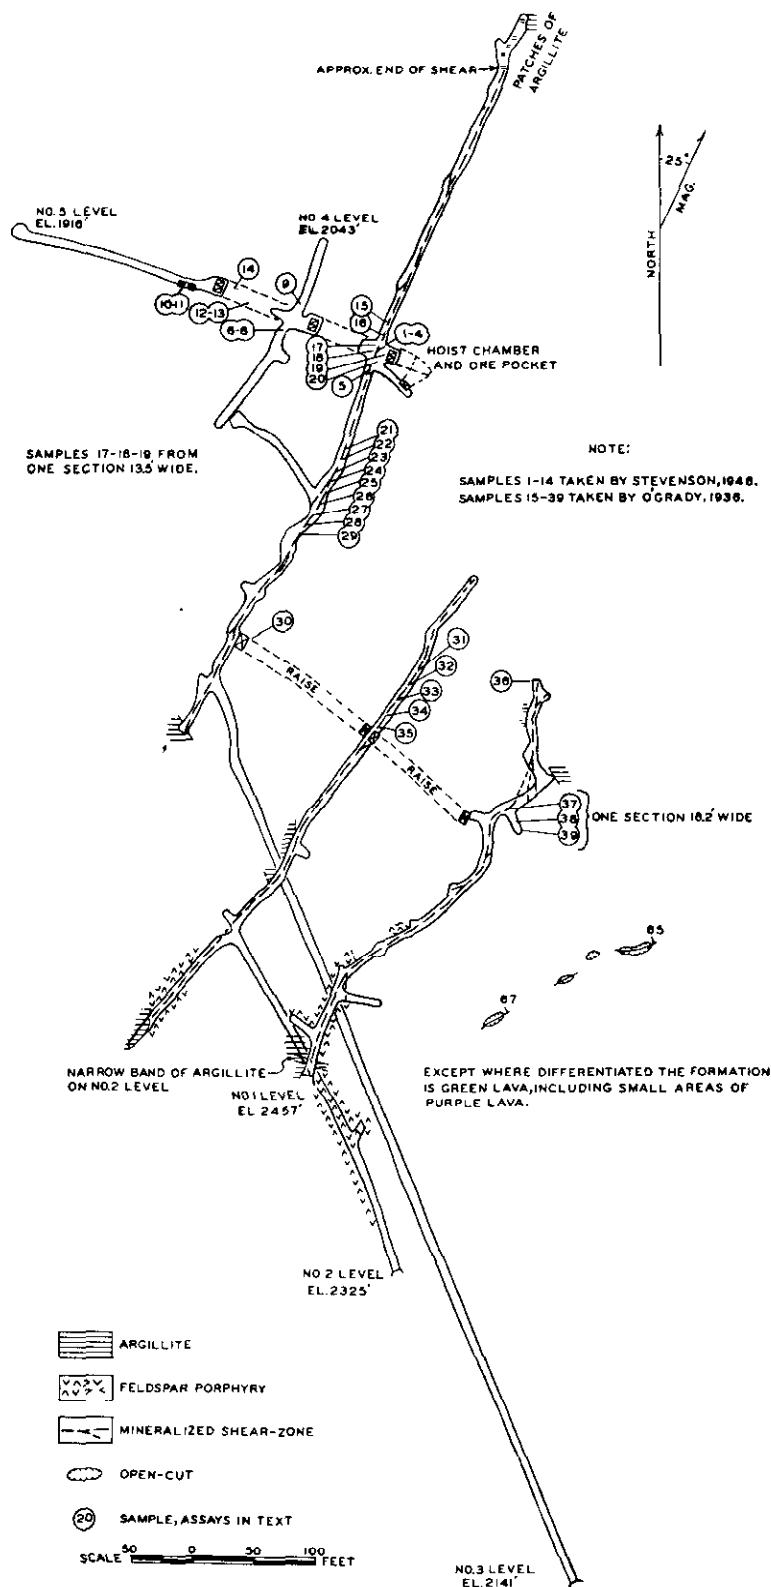 PATCHES OF
ARGILLITE
APPROX. END OF SHEAR
25°
MAG.
NORTH
NO. 5 LEVEL
EL. 1916'
NO. 4 LEVEL
EL. 2043'
14
9
10-11
12-13
6-8
15
16
1-4
17
18
19
20
5
HOIST CHAMBER
AND ORE POCKET
SAMPLES 17-18-19, FROM
ONE SECTION 13.5' WIDE.
21
22
23
24
25
26
27
28
29
NOTE:
SAMPLES 1-14 TAKEN BY STEVENSON, 1946.
SAMPLES 15-39 TAKEN BY O'GRADY, 1936.
30
RAISE
31
32
33
34
35
RAISE
36
37
38
39
ONE SECTION 18.2' WIDE
65
67
NARROW BAND OF ARGILLITE
ON NO. 2 LEVEL
NO. 1 LEVEL
EL. 2457'
EXCEPT WHERE DIFFERENTIATED THE FORMATION
IS GREEN LAVA, INCLUDING SMALL AREAS OF
PURPLE LAVA.
NO. 2 LEVEL
EL. 2325'
ARGILLITE
FELDSPAR PORPHYRY
MINERALIZED SHEAR-ZONE
OPEN-CUT
20 SAMPLE, ASSAYS IN TEXT
SCALE 50 0 50 100 FEET
NO. 3 LEVEL
EL. 2141'